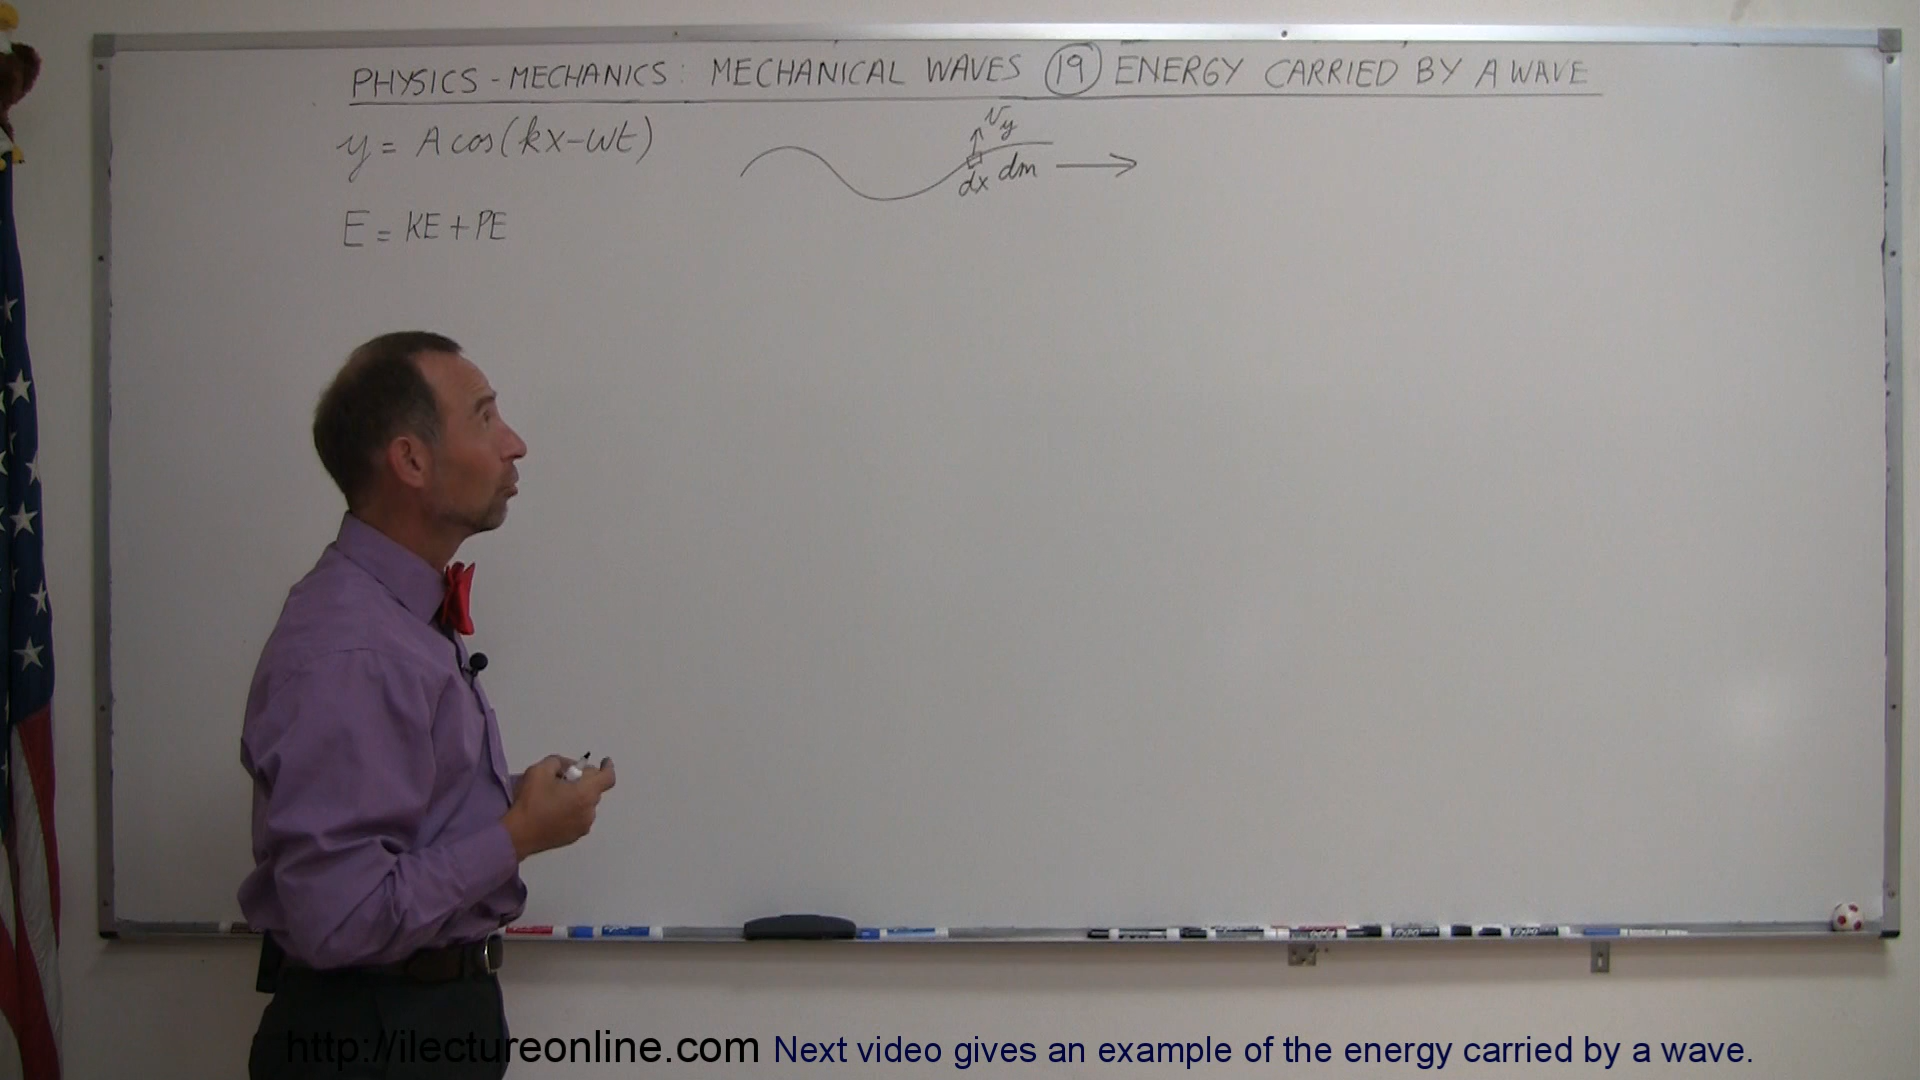 PHYSICS - MECHANICS: MECHANICAL WAVES 19 ENERGY CARRIED BY A WAVE
y = A cos(kx-ωt)
vy
dx dm
E = KE + PE
http://ilectureonline.com Next video gives an example of the energy carried by a wave.